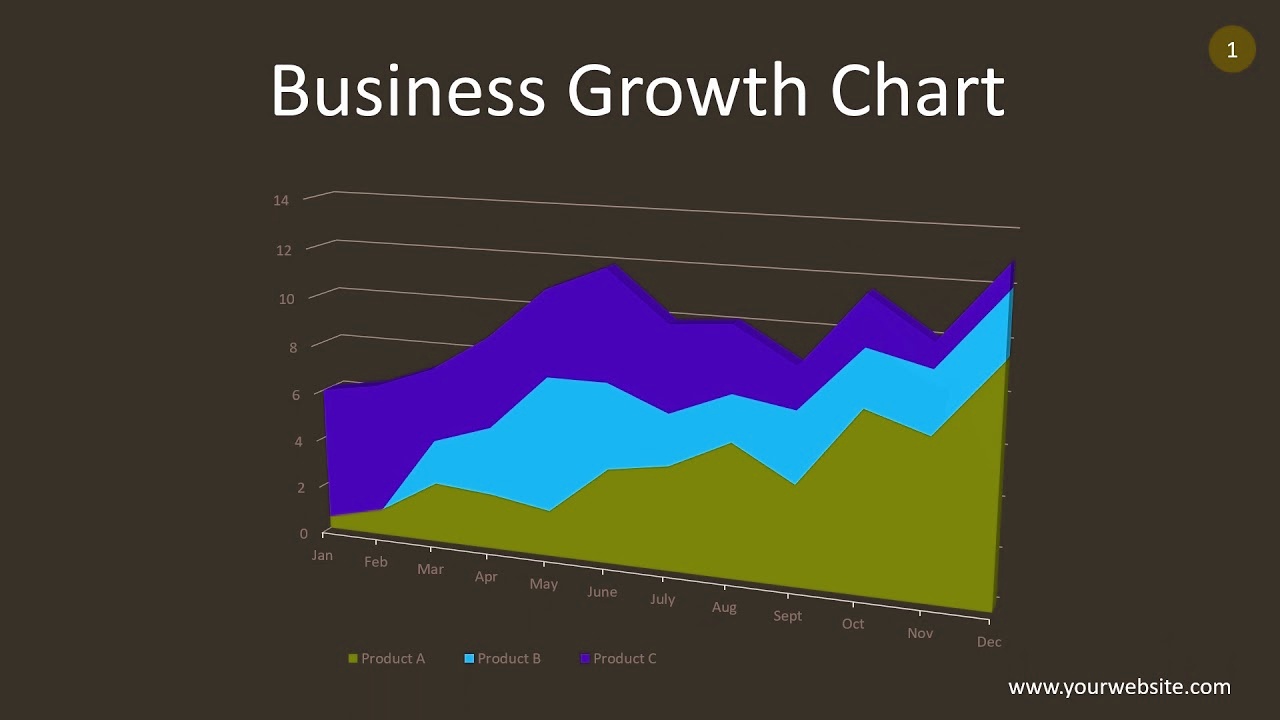 1
Business Growth Chart
14
12
10
8
6
4
2
0
Jan Feb Mar Apr May June July Aug Sept Oct Nov Dec
Product A Product B Product C
www.yourwebsite.com